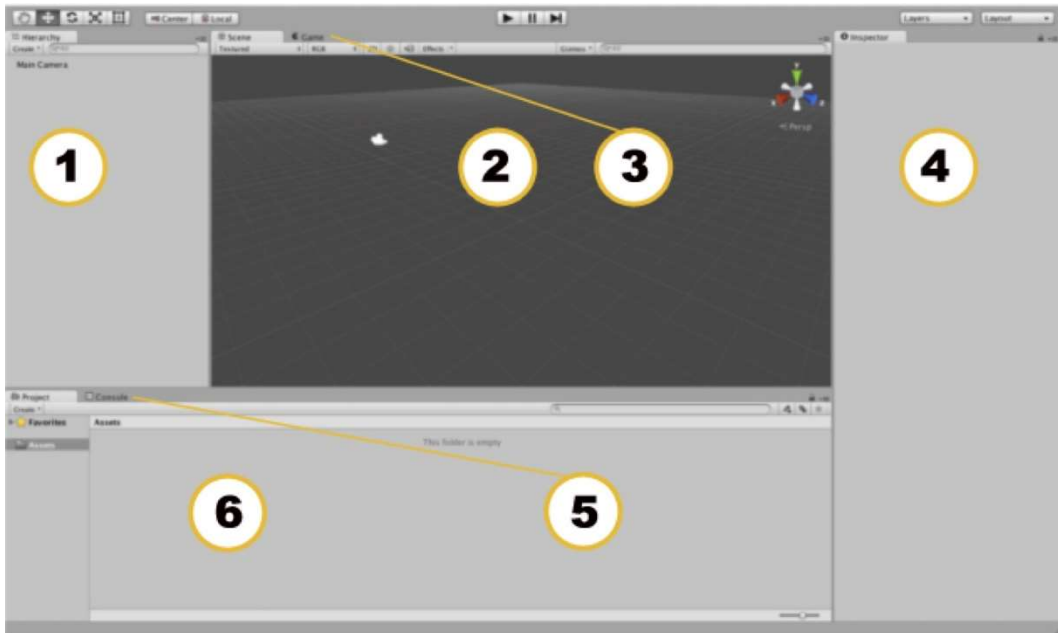 Center Local
Layers Layout
Hierarchy
Create
Main Camera
Scene Game
Textured RGB 2D Effects Gizmos
Inspector
Y
Persp
1
2
3
4
Project Console
Create
Favorites
Assets
Assets
This folder is empty
6
5